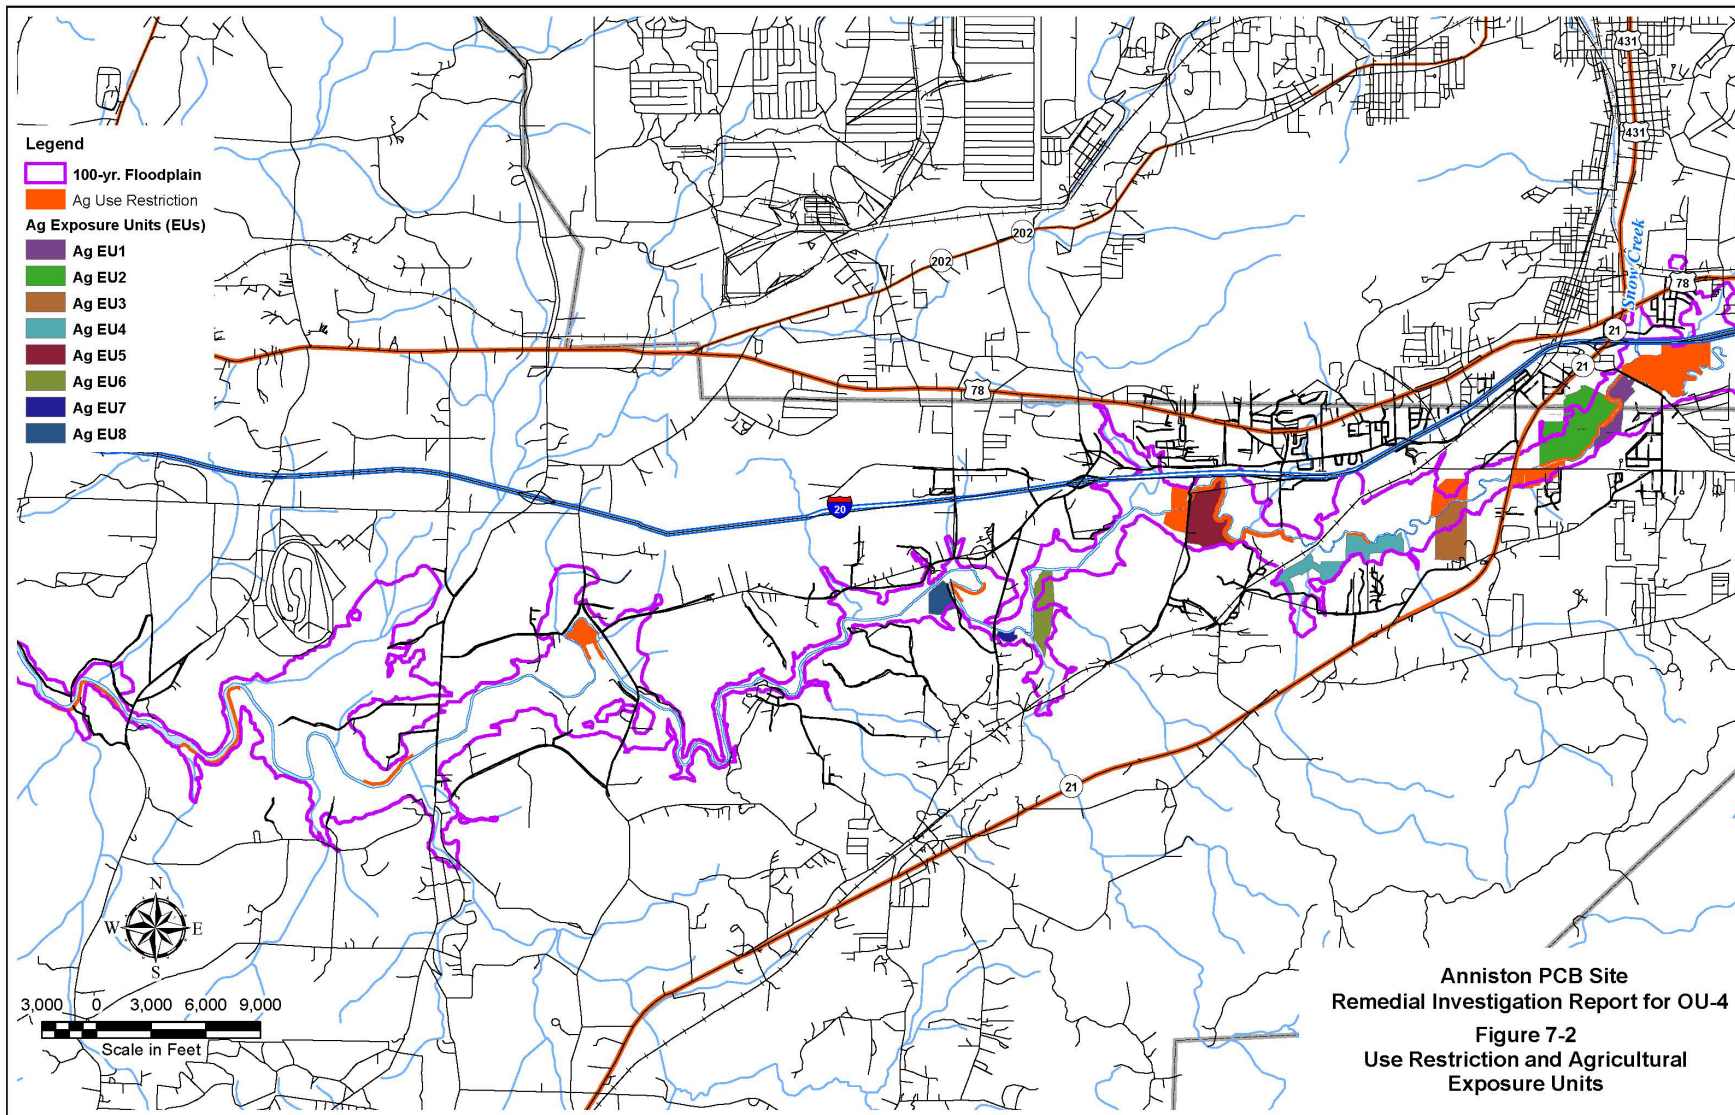 431
431
Legend
100-yr. Floodplain
Ag Use Restriction
Ag Exposure Units (EUs)
Ag EU1
Ag EU2
Ag EU3
Ag EU4
Ag EU5
Ag EU6
Ag EU7
Ag EU8
202
202
Snow Creek
78
21
21
78
20
21
N
W E
S
3,000 0 3,000 6,000 9,000
Scale in Feet
Anniston PCB Site
Remedial Investigation Report for OU-4
Figure 7-2
Use Restriction and Agricultural
Exposure Units